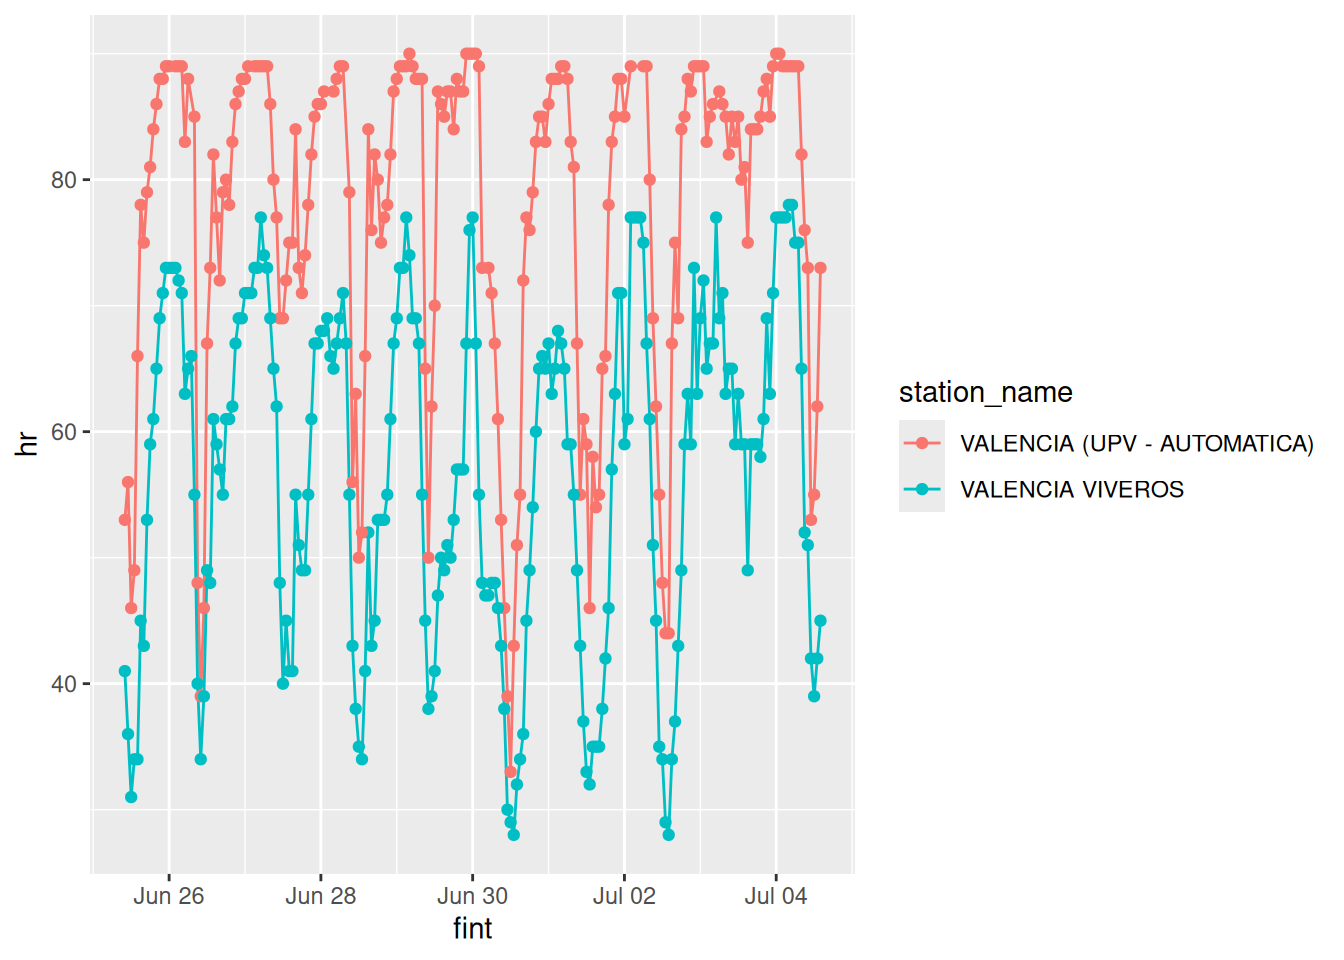 80
60
40
hr
Jun 26
Jun 28
Jun 30
Jul 02
Jul 04
fint
station_name
VALENCIA (UPV - AUTOMATICA)
VALENCIA VIVEROS